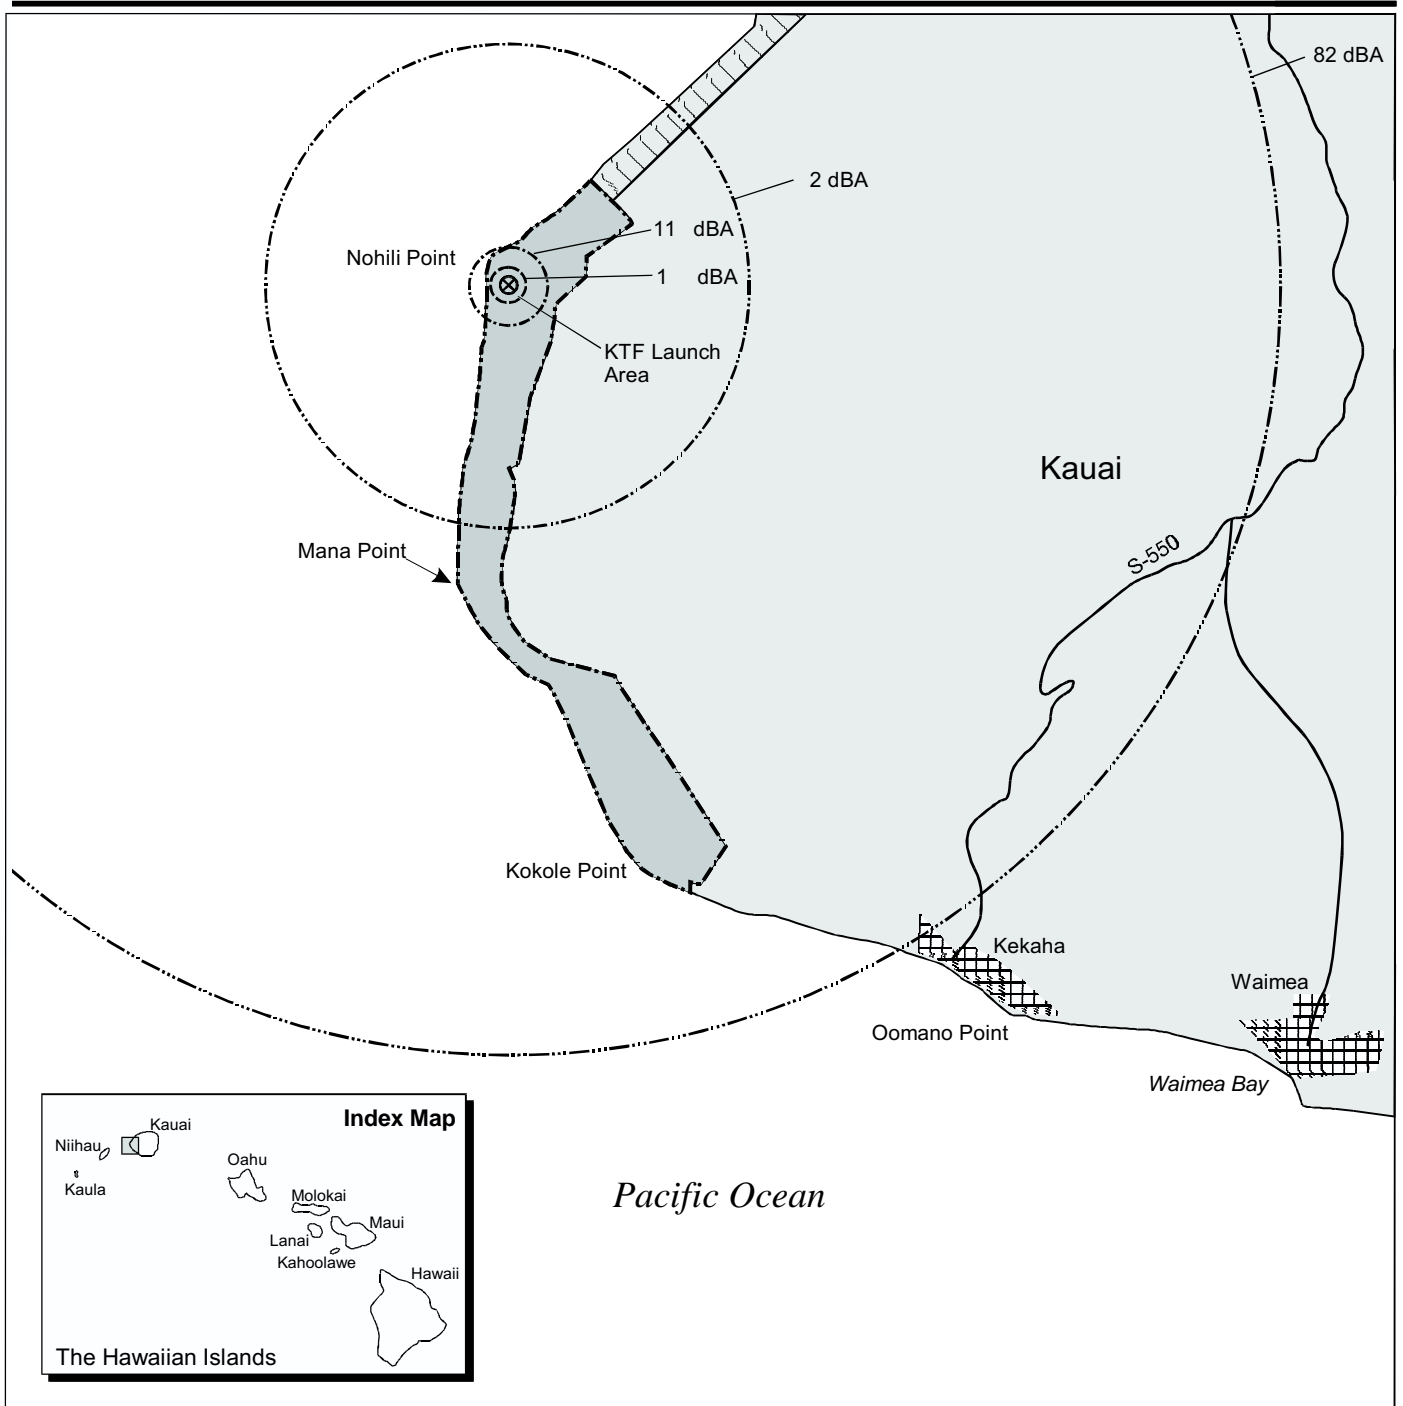 82 dBA
2 dBA
11 dBA
Nohili Point
1 dBA
KTF Launch
Area
Kauai
Mana Point
S-550
Kokole Point
Kekaha
Waimea
Oomano Point
Waimea Bay
Index Map
Kauai
Niihau
Kaula
Oahu
Molokai
Maui
Lanai
Kahoolawe
Hawaii
The Hawaiian Islands
Pacific Ocean